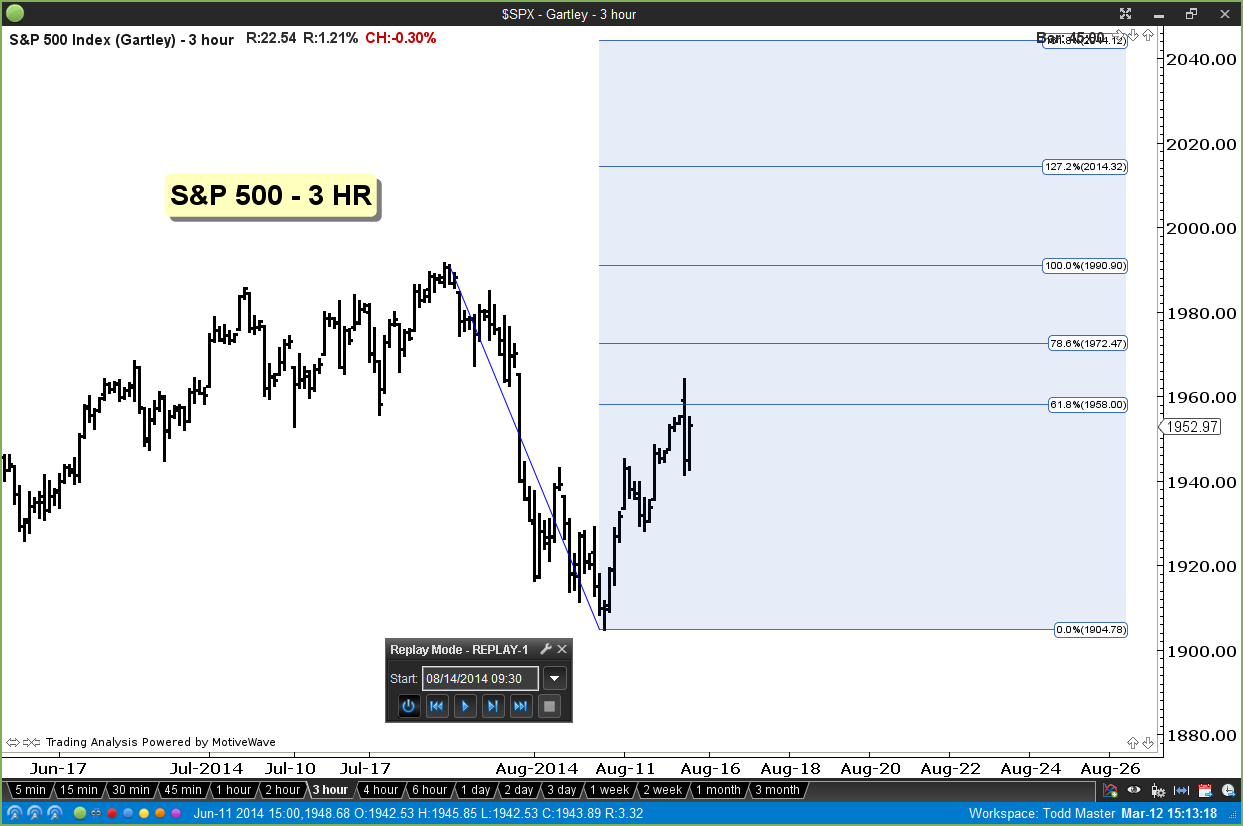 $SPX - Gartley - 3 hour
S&P 500 Index (Gartley) - 3 hour R:22.54 R:1.21% CH:-0.30%
Bar: 45:00
2040.00
S&P 500 - 3 HR
127.2%(2014.32)
2020.00
2000.00
100.0%(1990.90)
1980.00
78.6%(1972.47)
1960.00
61.8%(1958.00)
1952.97
1940.00
1920.00
0.0%(1904.78)
1900.00
Replay Mode - REPLAY-1
Start: 08/14/2014 09:30
Trading Analysis Powered by MotiveWave
1880.00
Jun-17 Jul-2014 Jul-10 Jul-17 Aug-2014 Aug-11 Aug-16 Aug-18 Aug-20 Aug-22 Aug-24 Aug-26
5 min 15 min 30 min 45 min 1 hour 2 hour 3 hour 4 hour 6 hour 1 day 2 day 3 day 1 week 2 week 1 month 3 month
Jun-11 2014 15:00,1948.68 O:1942.53 H:1945.85 L:1942.53 C:1943.89 R:3.32 Workspace: Todd Master Mar-12 15:13:18